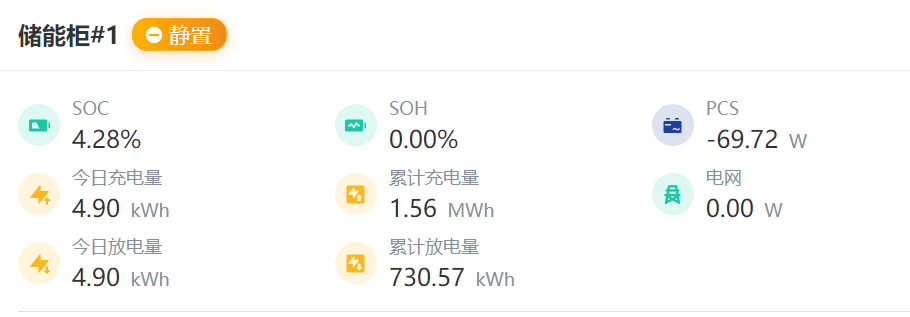 储能柜#1 静置
SOC
4.28%
SOH
0.00%
PCS
-69.72 W
今日充电量
4.90 kWh
累计充电量
1.56 MWh
电网
0.00 W
今日放电量
4.90 kWh
累计放电量
730.57 kWh